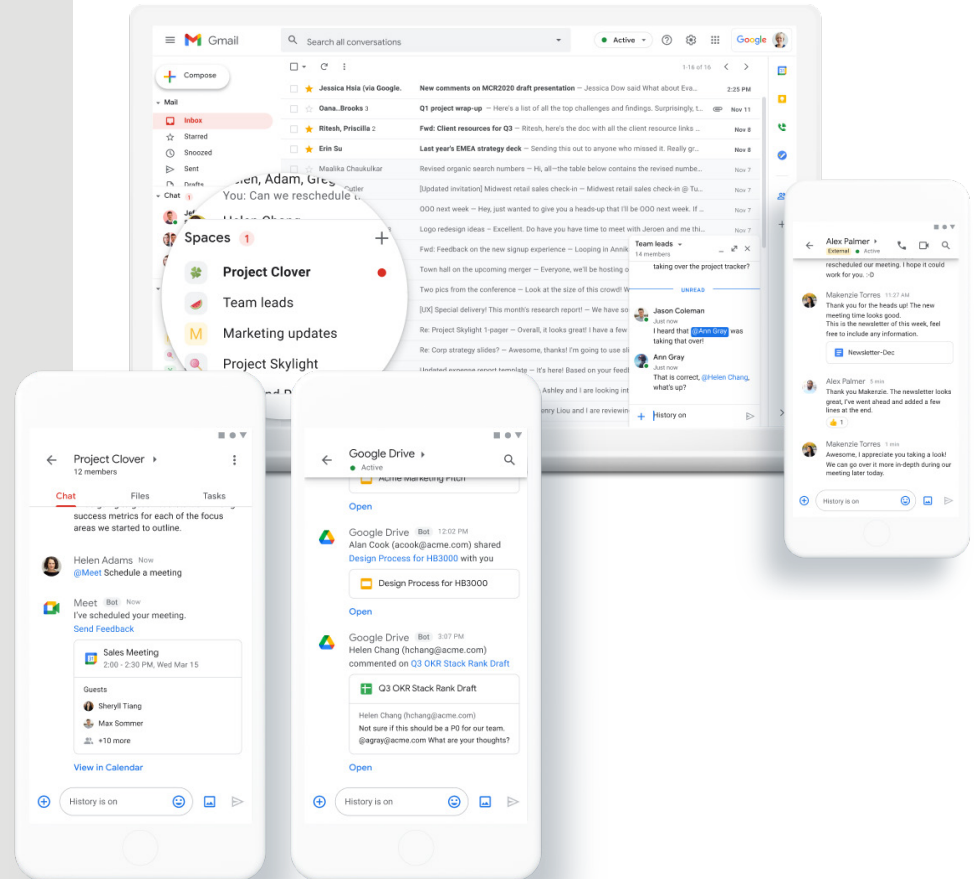 Gmail
Search all conversations
Active
Google
Compose
1-16 of 16
Mail
Inbox
Starred
Snoozed
Sent
Drafts
Chat 1
Jessica Hsia (via Google.
New comments on MCR2020 draft presentation – Jessica Dow said What about Eva...
2:25 PM
Oana..Brooks 3
Q1 project wrap-up – Here's a list of all the top challenges and findings. Surprisingly, t...
Nov 11
Ritesh, Priscilla 2
Fwd: Client resources for Q3 – Ritesh, here's the doc with all the client resource links ...
Nov 8
Erin Su
Last year's EMEA strategy deck – Sending this out to anyone who missed it. Really gr...
Nov 8
Maalika Chaukulkar
Revised organic search numbers – Hi, all—the table below contains the revised numbe...
Nov 7
Cutler
[Updated invitation] Midwest retail sales check-in – Midwest retail sales check-in @ Tu...
Nov 7
OOO next week – Hey, just wanted to give you a heads-up that I'll be OOO next week. If ...
Nov 7
Logo redesign ideas – Excellent. Do you have you have time to meet with Jeroen and me thi...
Nov 7
Fwd: Feedback on the new signup experience – Looping in Annik
Town hall on the upcoming merger – Everyone, we'll be hosting o
Two pics from the conference – Look at the size of this crowd! W
[UX] Special delivery! This month's research report! – We have so
Re: Project Skylight 1-pager – Overall, it looks great! I have a few
Re: Corp strategy slides? – Awesome, thanks! I'm going to use sli
Updated expense report template – It's here! Based on your feedl
Ashley and I are looking int
enry Liou and I are reviewin
Adam, Greg
You: Can we reschedule t
Helen Chang
Spaces 1
Project Clover
Team leads
Marketing updates
Project Skylight
Team leads
14 members
taking over the project tracker?
UNREAD
Jason Coleman
Just now
I heard that @Ann Gray was
taking that over!
Ann Gray
Just now
That is correct, @Helen Chang,
what's up?
History on
Alex Palmer
External Active
rescheduled our meeting. I hope it could
work for you. :-D
Makenzie Torres 11:27 AM
Thank you for the heads up! The new
meeting time looks good.
This is the newsletter of this week, feel
free to include any information.
Newsletter-Dec
Alex Palmer 5 min
Thank you Makenzie. The newsletter looks
great, I've went ahead and added a few
lines at the end.
1
Makenzie Torres 1 min
Awesome, I appreciate you taking a look!
We can go over it more in-depth during our
meeting later today.
History is on
Project Clover
12 members
Chat
Files
Tasks
success metrics for each of the focus
areas we started to outline.
Helen Adams Now
@Meet Schedule a meeting
Meet Bot Now
I've scheduled your meeting.
Send Feedback
Sales Meeting
2:00 - 2:30 PM, Wed Mar 15
Guests
Sheryll Tiang
Max Sommer
+10 more
View in Calendar
History is on
Google Drive
Active
Acme Marketing Pitch
Open
Google Drive Bot 12:02 PM
Alan Cook (acook@acme.com) shared
Design Process for HB3000 with you
Design Process for HB3000
Open
Google Drive Bot 3:07 PM
Helen Chang (hchang@acme.com)
commented on Q3 OKR Stack Rank Draft
Q3 OKR Stack Rank Draft
Helen Chang (hchang@acme.com)
Not sure if this should be a P0 for our team.
@agray@acme.com What are your thoughts?
Open
History is on